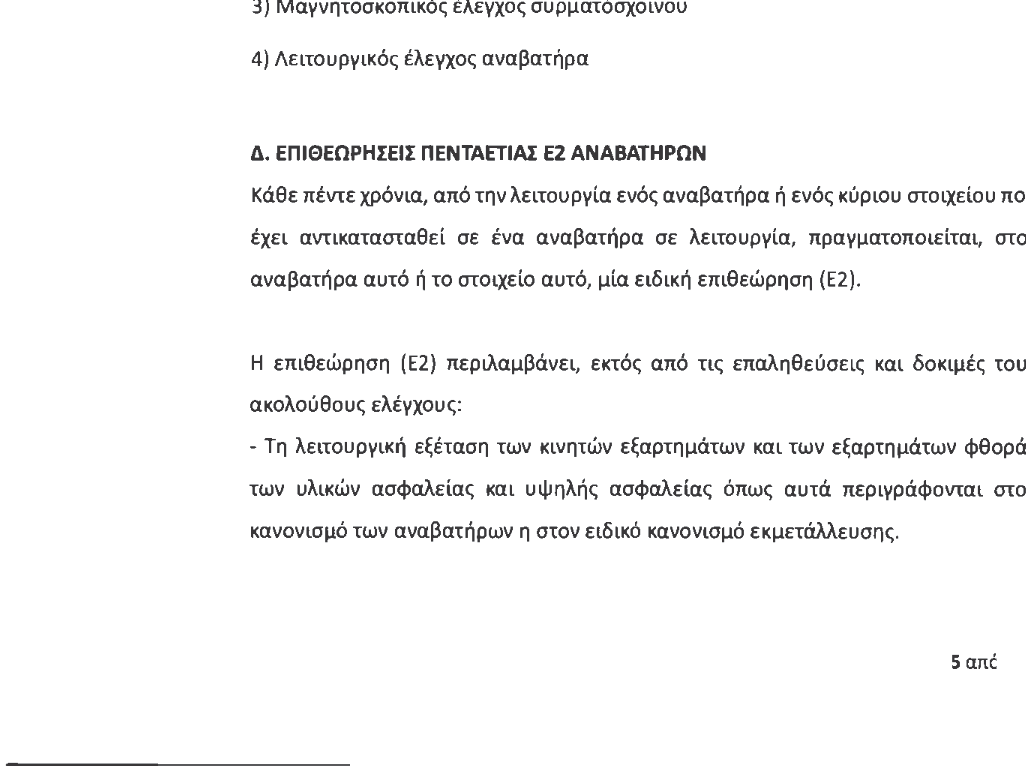 3) Μαγνητοσκοπικός έλεγχος συρματόσχοινου
4) Λειτουργικός έλεγχος αναβατήρα
Δ. ΕΠΙΘΕΩΡΗΣΕΙΣ ΠΕΝΤΑΕΤΙΑΣ Ε2 ΑΝΑΒΑΤΗΡΩΝ
Κάθε πέντε χρόνια, από την λειτουργία ενός αναβατήρα ή ενός κύριου στοιχείου πο
έχει αντικατασταθεί σε ένα αναβατήρα σε λειτουργία, πραγματοποιείται, στο
αναβατήρα αυτό ή το στοιχείο αυτό, μία ειδική επιθεώρηση (Ε2).
Η επιθεώρηση (Ε2) περιλαμβάνει, εκτός από τις επαληθεύσεις και δοκιμές του
ακολούθους ελέγχους:
- Τη λειτουργική εξέταση των κινητών εξαρτημάτων και των εξαρτημάτων φθορά
των υλικών ασφαλείας και υψηλής ασφαλείας όπως αυτά περιγράφονται στο
κανονισμό των αναβατήρων η στον ειδικό κανονισμό εκμετάλλευσης.
5 από